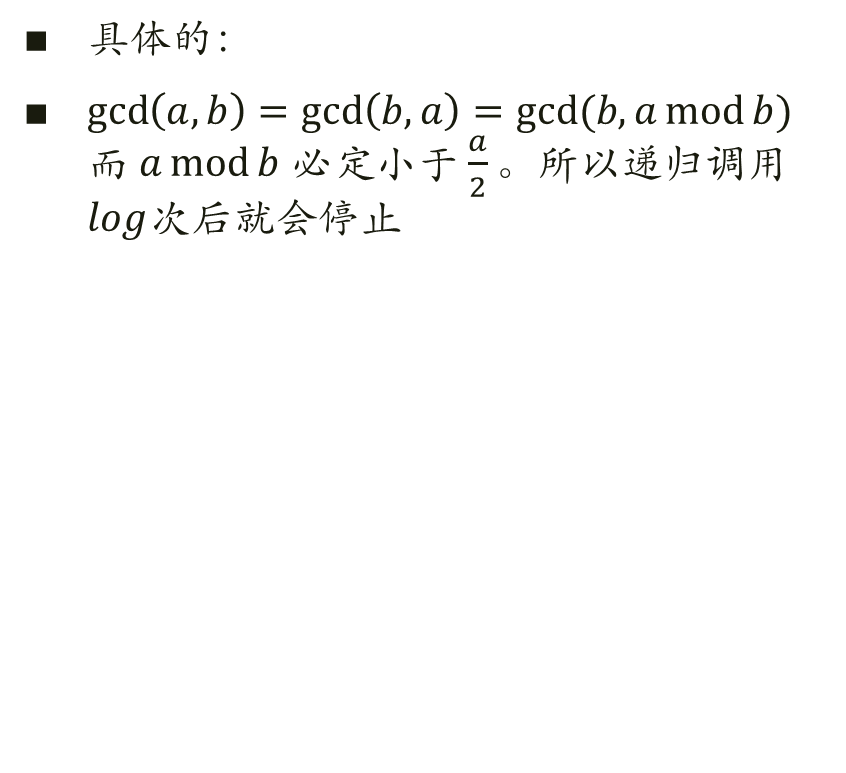 ■ 具体的：
■ gcd(a, b) = gcd(b, a) = gcd(b, a mod b)
而 a mod b 必定小于 a/2 。所以递归调用
log次后就会停止